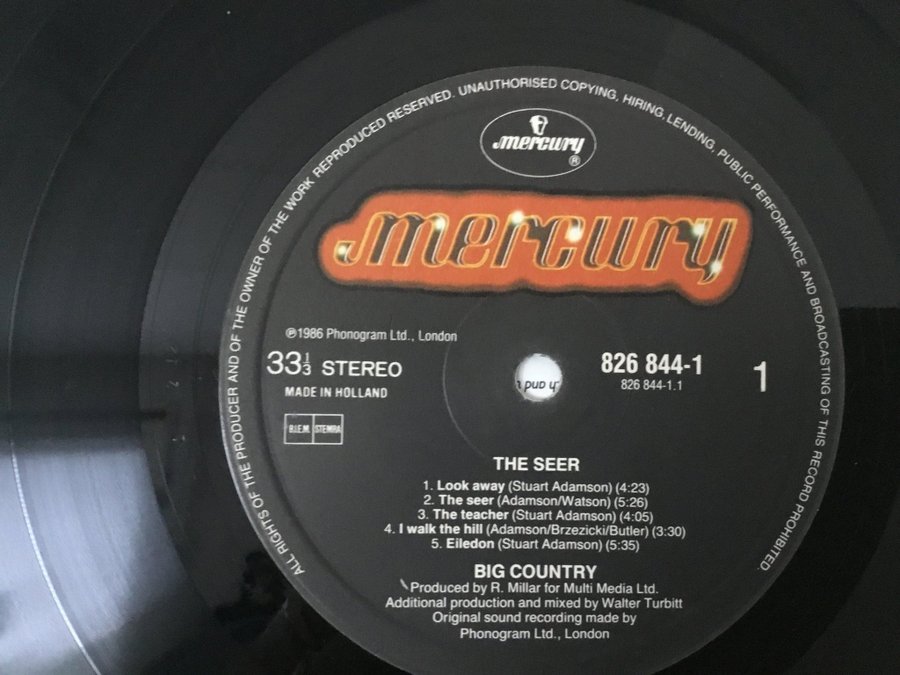 ALL RIGHTS OF THE PRODUCER AND OF THE OWNER OF THE WORK REPRODUCED RESERVED. UNAUTHORISED COPYING, HIRING, LENDING, PUBLIC PERFORMANCE AND BROADCASTING OF THIS RECORD PROHIBITED.
mercury ®
mercury
℗1986 Phonogram Ltd., London
33⅓ STEREO
MADE IN HOLLAND
B.I.E.M. STEMRA
826 844-1
826 844-1.1
1
THE SEER
1. Look away (Stuart Adamson) (4:23)
2. The seer (Adamson/Watson) (5:26)
3. The teacher (Stuart Adamson) (4:05)
4. I walk the hill (Adamson/Brzezicki/Butler) (3:30)
5. Eiledon (Stuart Adamson) (5:35)
BIG COUNTRY
Produced by R. Millar for Multi Media Ltd.
Additional production and mixed by Walter Turbitt
Original sound recording made by
Phonogram Ltd., London